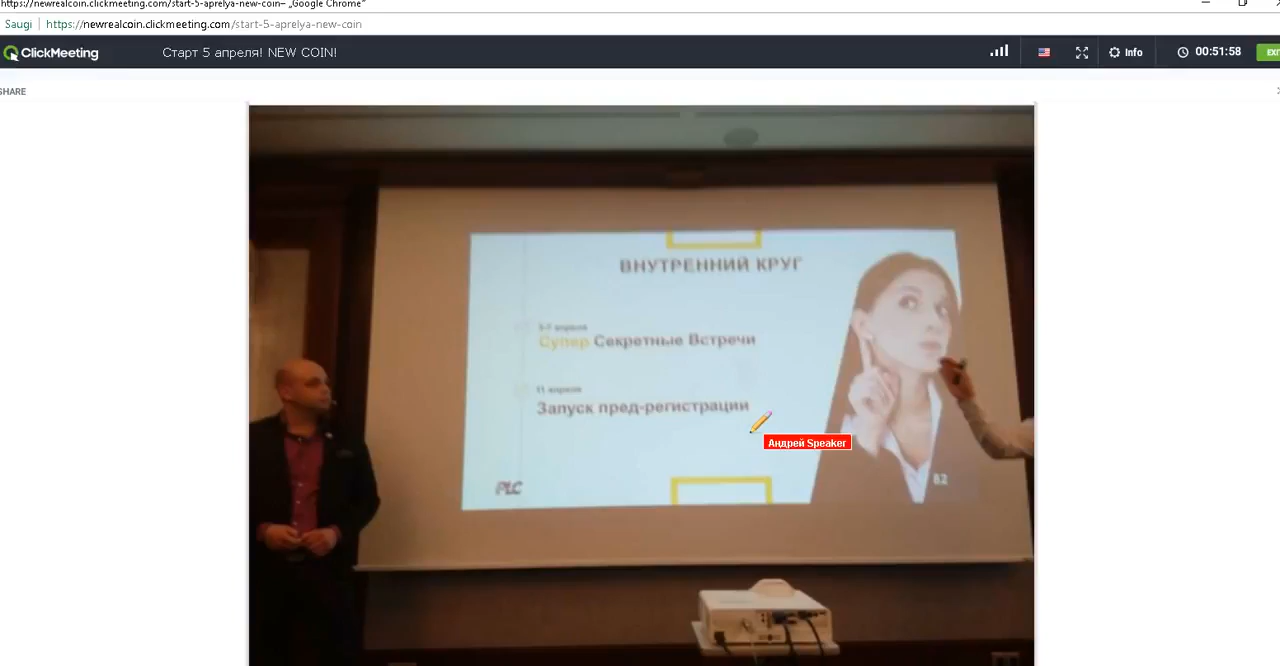 https://newrealcoin.clickmeeting.com/start-5-aprelya-new-coin– „Google Chrome“
Saugi
https://newrealcoin.clickmeeting.com/start-5-aprelya-new-coin
ClickMeeting
Старт 5 апреля! NEW COIN!
Info
00:51:58
SHARE
ВНУТРЕННИЙ КРУГ
апреля
Супер Секретные Встречи
11 апреля
Запуск пред-регистрации
Андрей Speaker
PLC